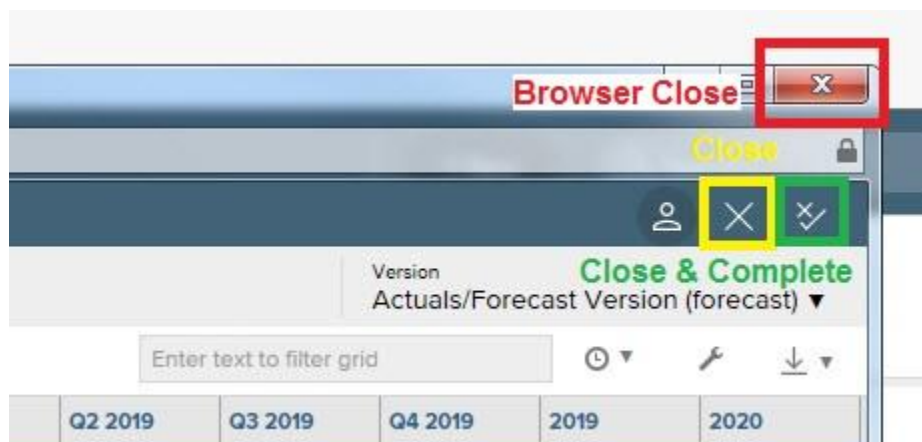 Browser Close
Close
Close & Complete
Version
Actuals/Forecast Version (forecast)
Enter text to filter grid
Q2 2019 Q3 2019 Q4 2019 2019 2020